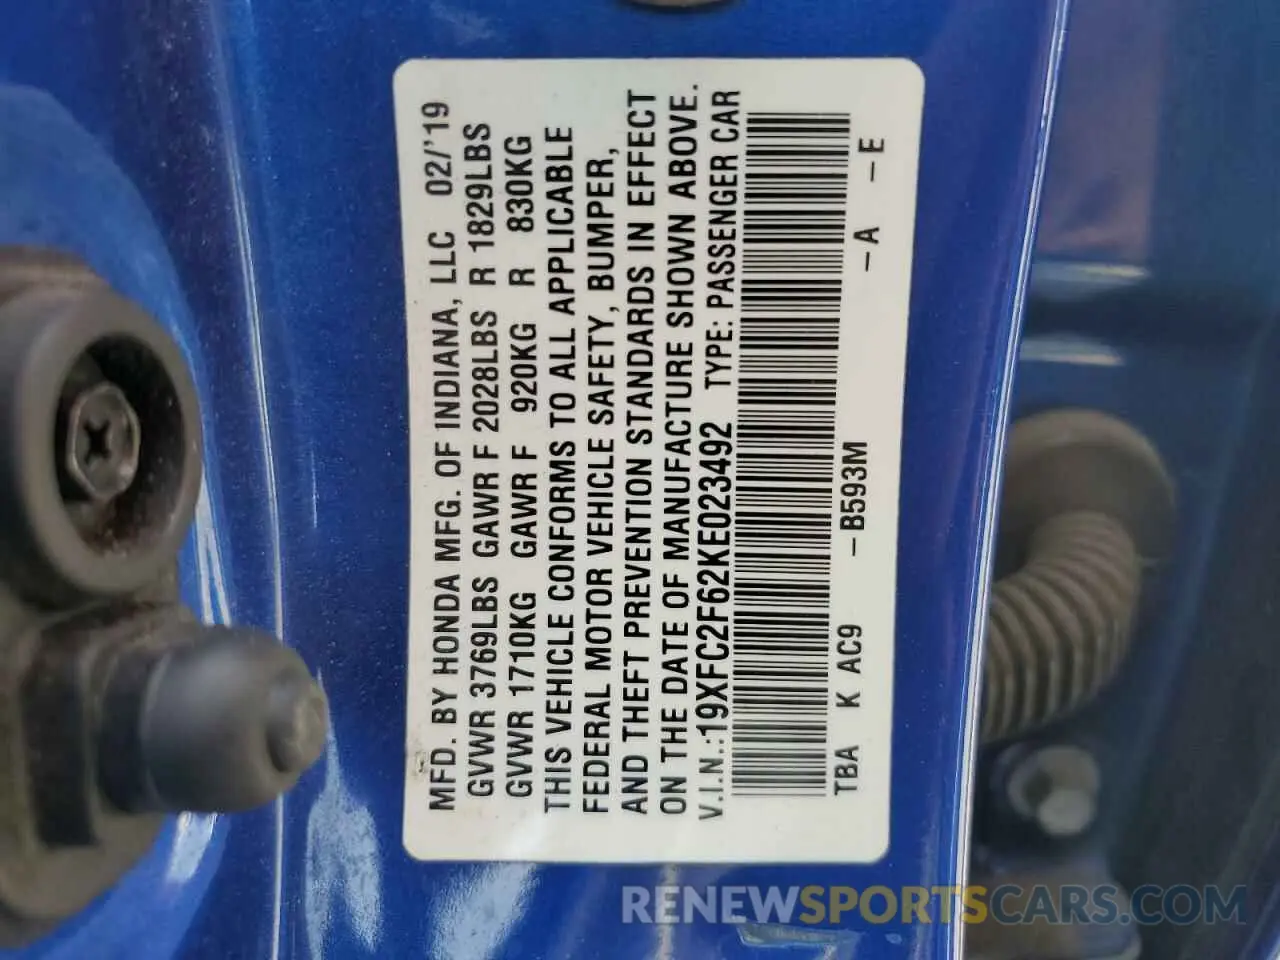 MFD. BY HONDA MFG. OF INDIANA, LLC 02/'19
GVWR 3769LBS GAWR F 2028LBS R 1829LBS
GVWR 1710KG GAWR F 920KG R 830KG
THIS VEHICLE CONFORMS TO ALL APPLICABLE
FEDERAL MOTOR VEHICLE SAFETY, BUMPER,
AND THEFT PREVENTION STANDARDS IN EFFECT
ON THE DATE OF MANUFACTURE SHOWN ABOVE.
V.I.N.:19XFC2F62KE023492 TYPE: PASSENGER CAR
TBA K AC9 -B593M -A -E
RENEWSPORTSCARS.COM